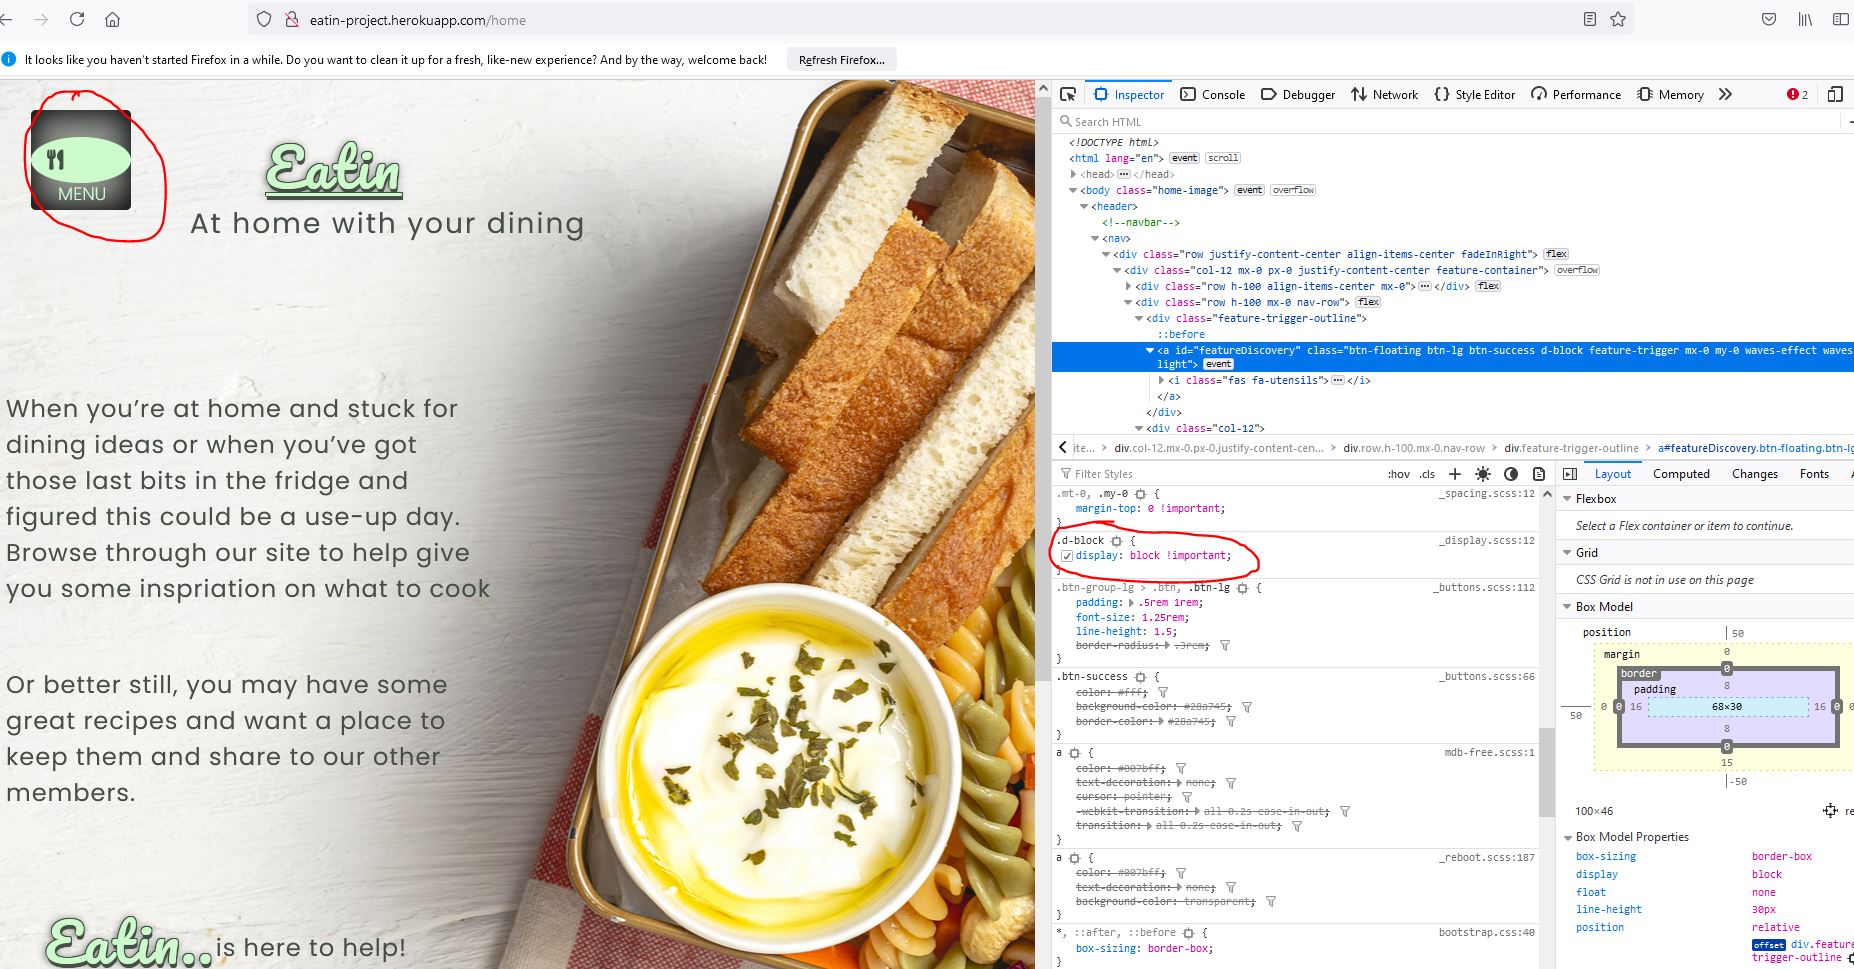 eatin-project.herokuapp.com/home
It looks like you haven't started Firefox in a while. Do you want to clean it up for a fresh, like-new experience? And by the way, welcome back!
Refresh Firefox...
MENU
Eatin
At home with your dining
When you're at home and stuck for
dining ideas or when you've got
those last bits in the fridge and
figured this could be a use-up day.
Browse through our site to help give
you some inspriation on what to cook
Or better still, you may have some
great recipes and want a place to
keep them and share to our other
members.
Eatin.. is here to help!
Inspector Console Debugger Network Style Editor Performance Memory 2
Search HTML
<!DOCTYPE html>
<html lang="en"> event scroll
<head> ... </head>
<body class="home-image"> event overflow
<header>
<!--navbar-->
<nav>
<div class="row justify-content-center align-items-center fadeInRight"> flex
<div class="col-12 mx-0 px-0 justify-content-center feature-container"> overflow
<div class="row h-100 align-items-center mx-0"> ... </div> flex
<div class="row h-100 mx-0 nav-row"> flex
<div class="feature-trigger-outline">
::before
<a id="featureDiscovery" class="btn-floating btn-lg btn-success d-block feature-trigger mx-0 my-0 waves-effect waves
light"> event
<i class="fas fa-utensils"> ... </i>
</a>
</div>
<div class="col-12">
ite... > div.col-12.mx-0.px-0.justify-content-cen... > div.row.h-100.mx-0.nav-row > div.feature-trigger-outline > a#featureDiscovery.btn-floating.btn-lg
Filter Styles :hov .cls +
.mt-0, .my-0 { _spacing.scss:12
margin-top: 0 !important;
}
.d-block { _display.scss:12
display: block !important;
}
.btn-group-lg > .btn, .btn-lg { _buttons.scss:112
padding: .5rem 1rem;
font-size: 1.25rem;
line-height: 1.5;
border-radius: .3rem;
}
.btn-success { _buttons.scss:66
color: #fff;
background-color: #28a745;
border-color: #28a745;
}
a { mdb-free.scss:1
color: #007bff;
text-decoration: none;
cursor: pointer;
-webkit-transition: all 0.2s ease-in-out;
transition: all 0.2s ease-in-out;
}
a { _reboot.scss:187
color: #007bff;
text-decoration: none;
background-color: transparent;
}
*, ::after, ::before { bootstrap.css:40
box-sizing: border-box;
Layout Computed Changes Fonts
Flexbox
Select a Flex container or item to continue.
Grid
CSS Grid is not in use on this page
Box Model
position 50
margin 0
border 0
padding 8
50 0 0 16 68×30 16 0 0
8
0
15
-50
100×46 re
Box Model Properties
box-sizing border-box
display block
float none
line-height 30px
position relative
offset div.feature
trigger-outline